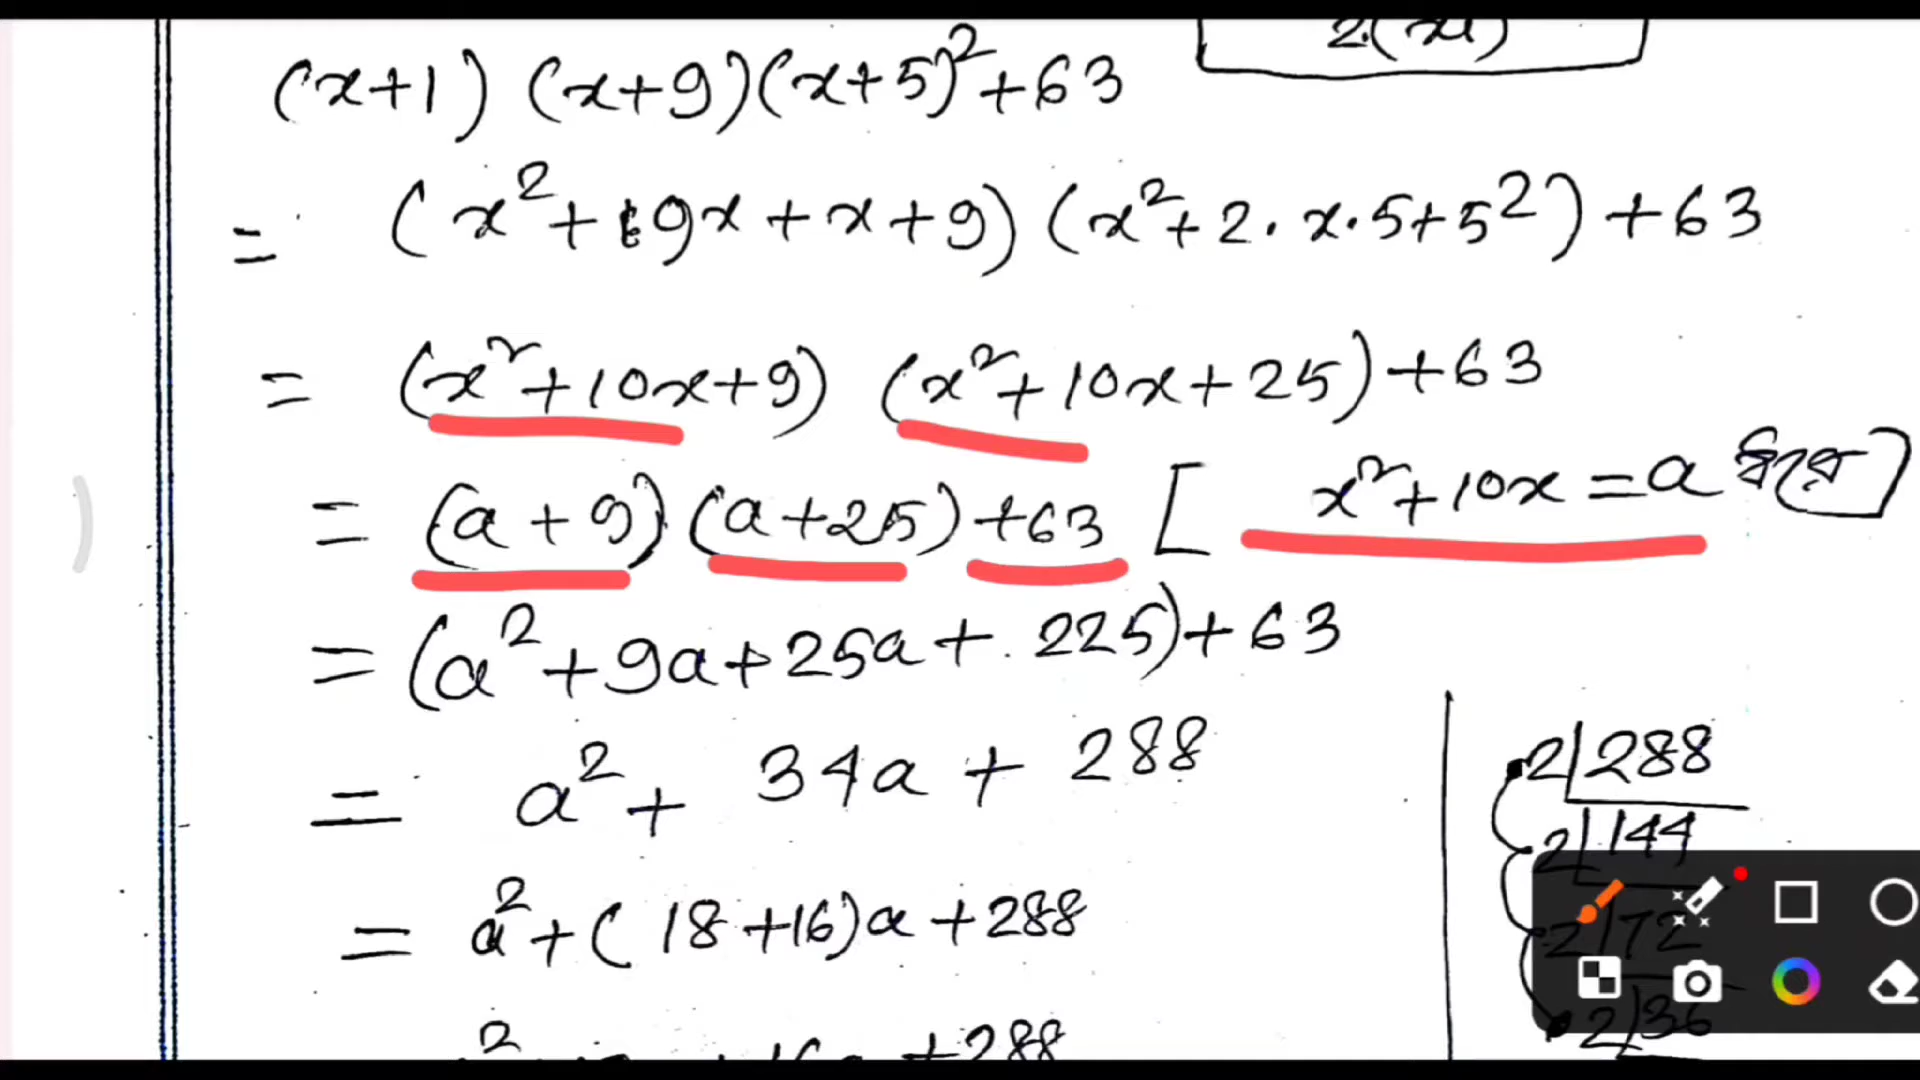 2.(x1)
(x+1) (x+9)(x+5)²+63
= (x²+9x+x+9) (x²+2.x.5+5²)+63
= (x²+10x+9) (x²+10x+25)+63
= (a+9)(a+25)+63 [ x²+10x=a ]
= (a²+9a+25a+225)+63
= a²+34a+288
= a²+(18+16)a+288
2|288
2|144
2|72
2|36